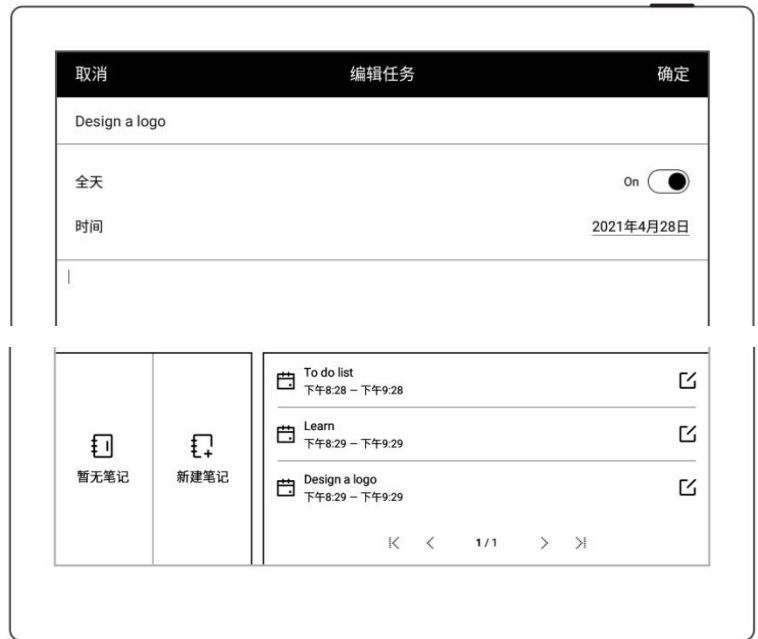 取消 编辑任务 确定
Design a logo
全天 On
时间 2021年4月28日
暂无笔记 新建笔记
To do list
下午8:28 – 下午9:28
Learn
下午8:29 – 下午9:29
Design a logo
下午8:29 – 下午9:29
1 / 1